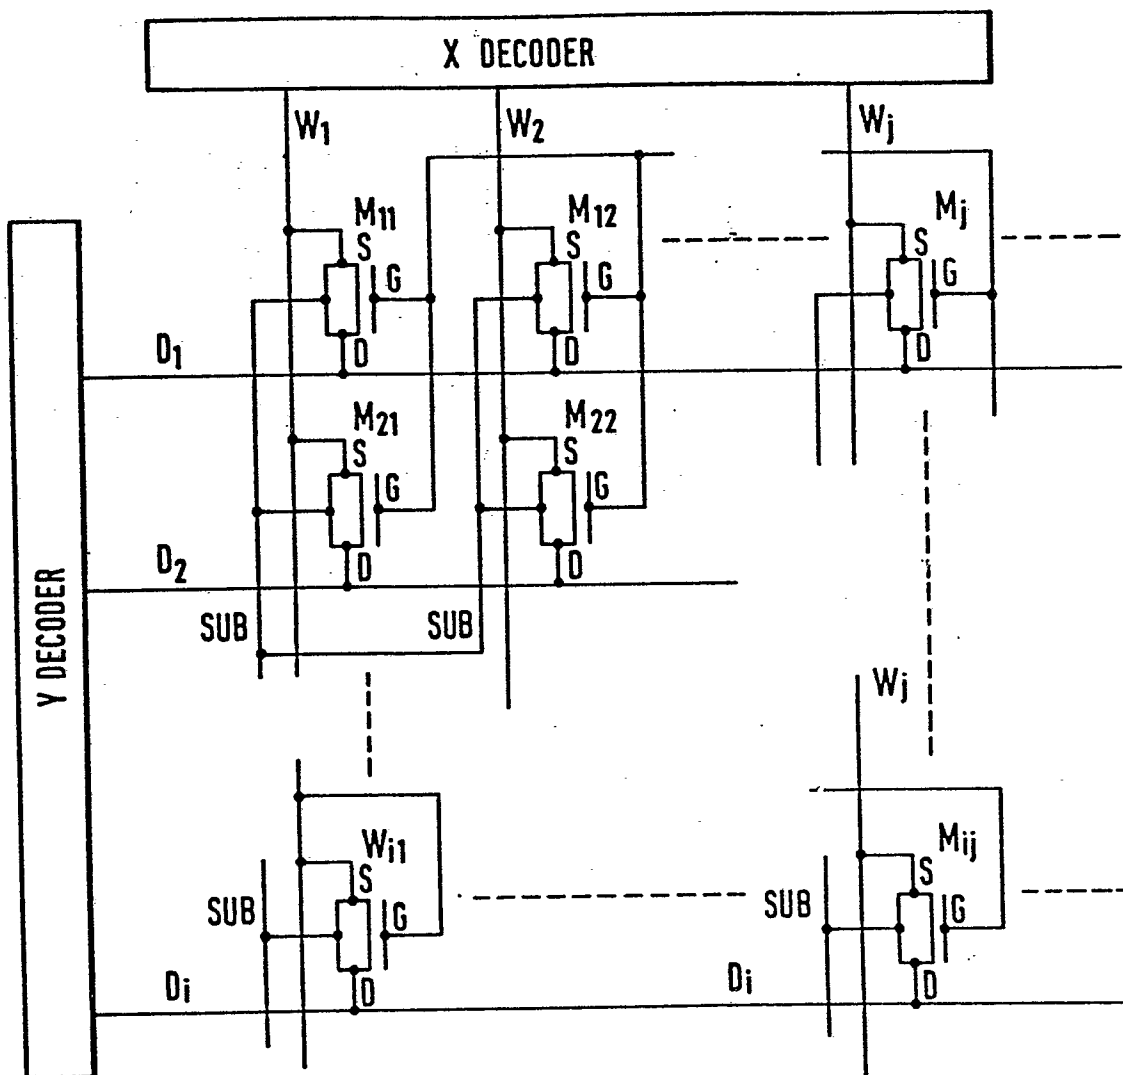 X DECODER
W1
W2
Wj
M11
M12
Mj
S
S
S
G
G
G
D1
D
D
D
M21
M22
S
S
G
G
D2
D
D
SUB
SUB
Y DECODER
Wj
Wi1
Mij
S
S
SUB
G
SUB
G
Di
D
Di
D